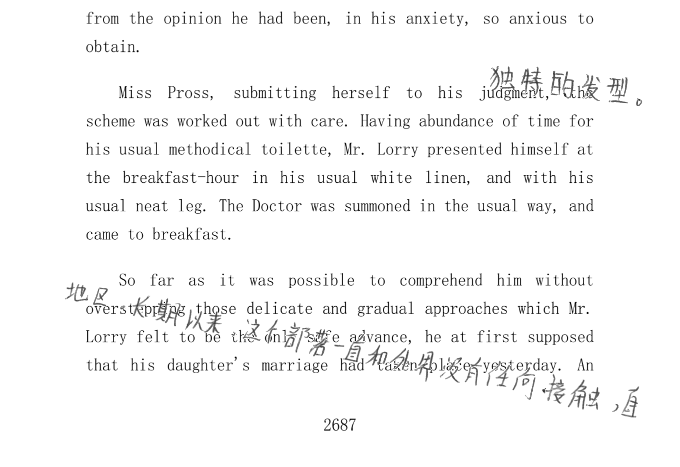 from the opinion he had been, in his anxiety, so anxious to
obtain.
独特的发型。
Miss Pross, submitting herself to his judgment, the
scheme was worked out with care. Having abundance of time for
his usual methodical toilette, Mr. Lorry presented himself at
the breakfast-hour in his usual white linen, and with his
usual neat leg. The Doctor was summoned in the usual way, and
came to breakfast.
So far as it was possible to comprehend him without
地区。长期以来,这个部落一直和外界没有任何接触,直
overstepping those delicate and gradual approaches which Mr.
Lorry felt to be the only safe advance, he at first supposed
that his daughter's marriage had taken place yesterday. An
2687